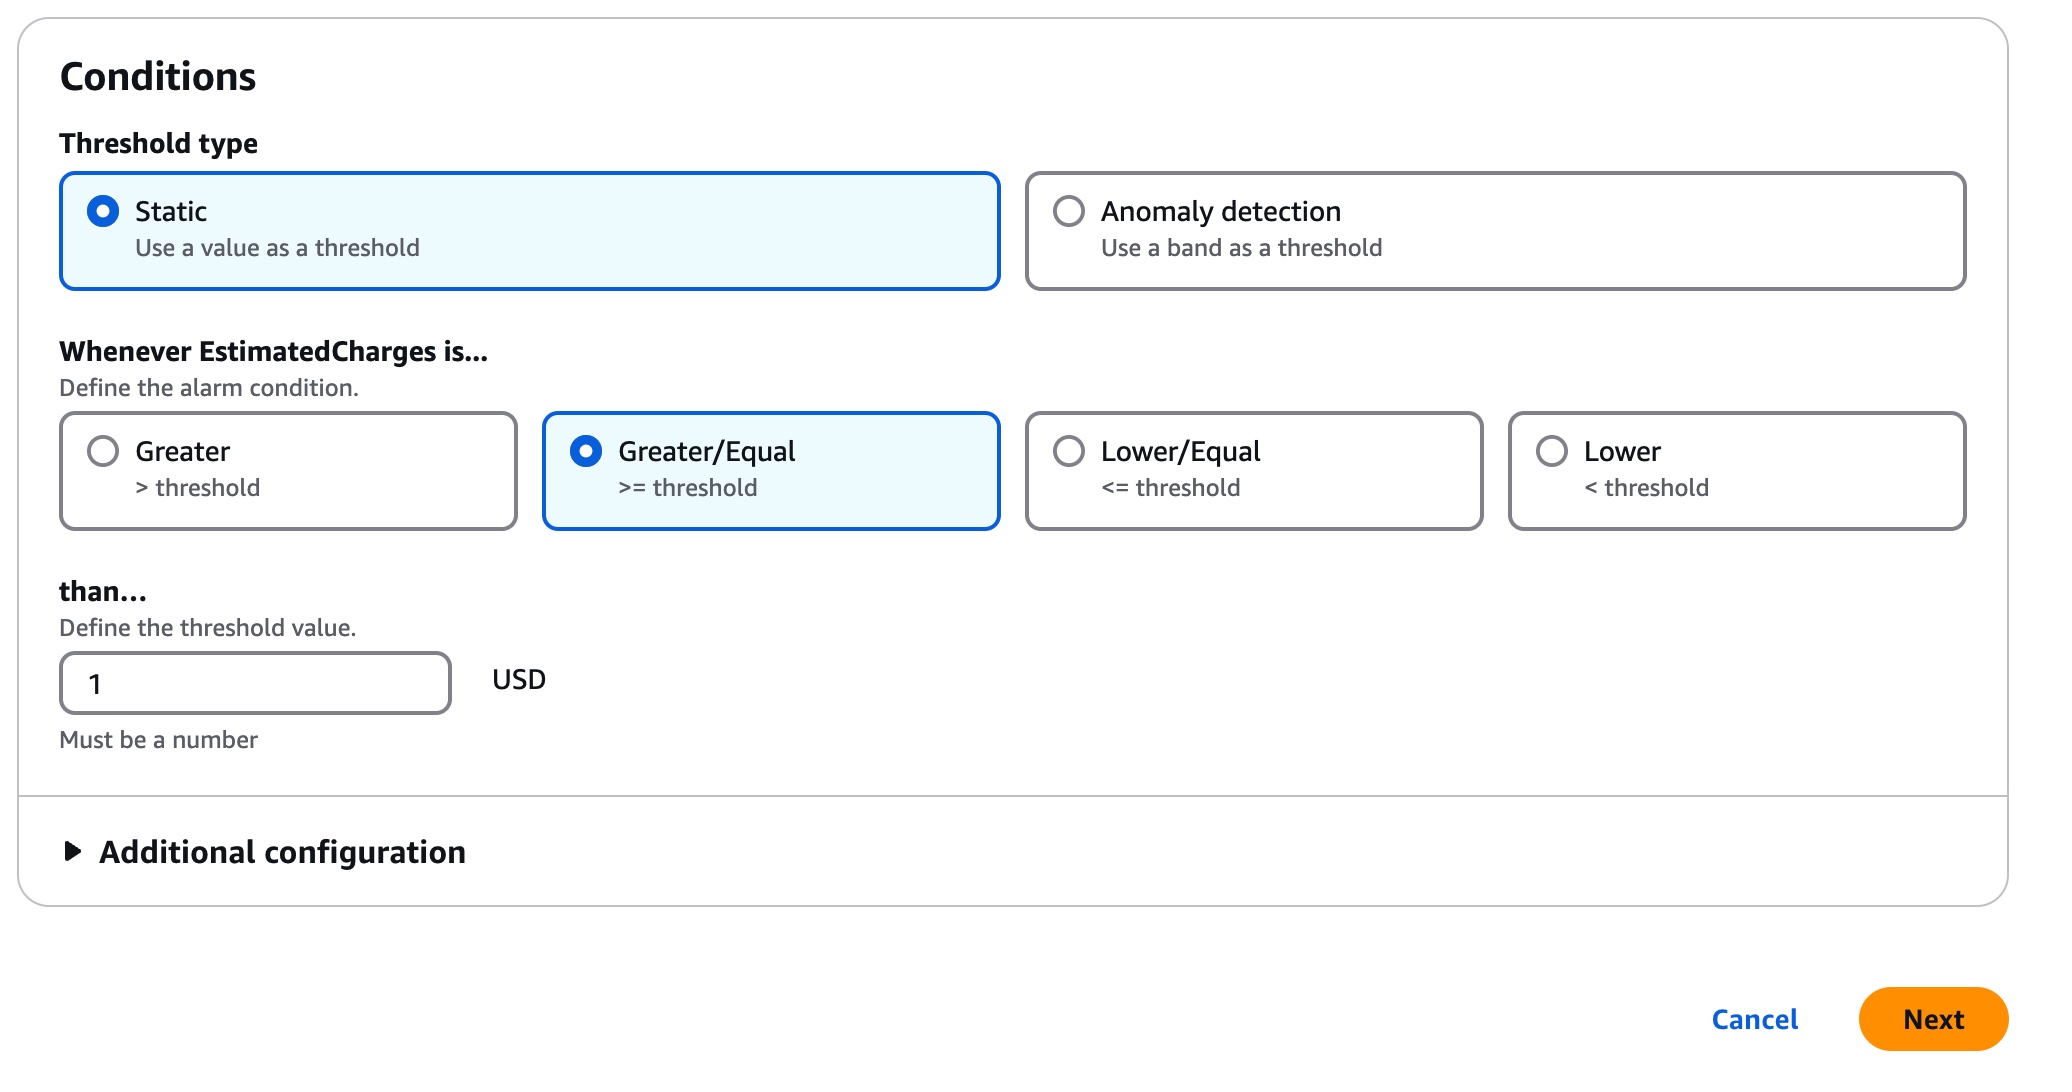 Conditions
Threshold type
Static
Use a value as a threshold
Anomaly detection
Use a band as a threshold
Whenever EstimatedCharges is...
Define the alarm condition.
Greater
> threshold
Greater/Equal
>= threshold
Lower/Equal
<= threshold
Lower
< threshold
than...
Define the threshold value.
1 USD
Must be a number
Additional configuration
Cancel Next